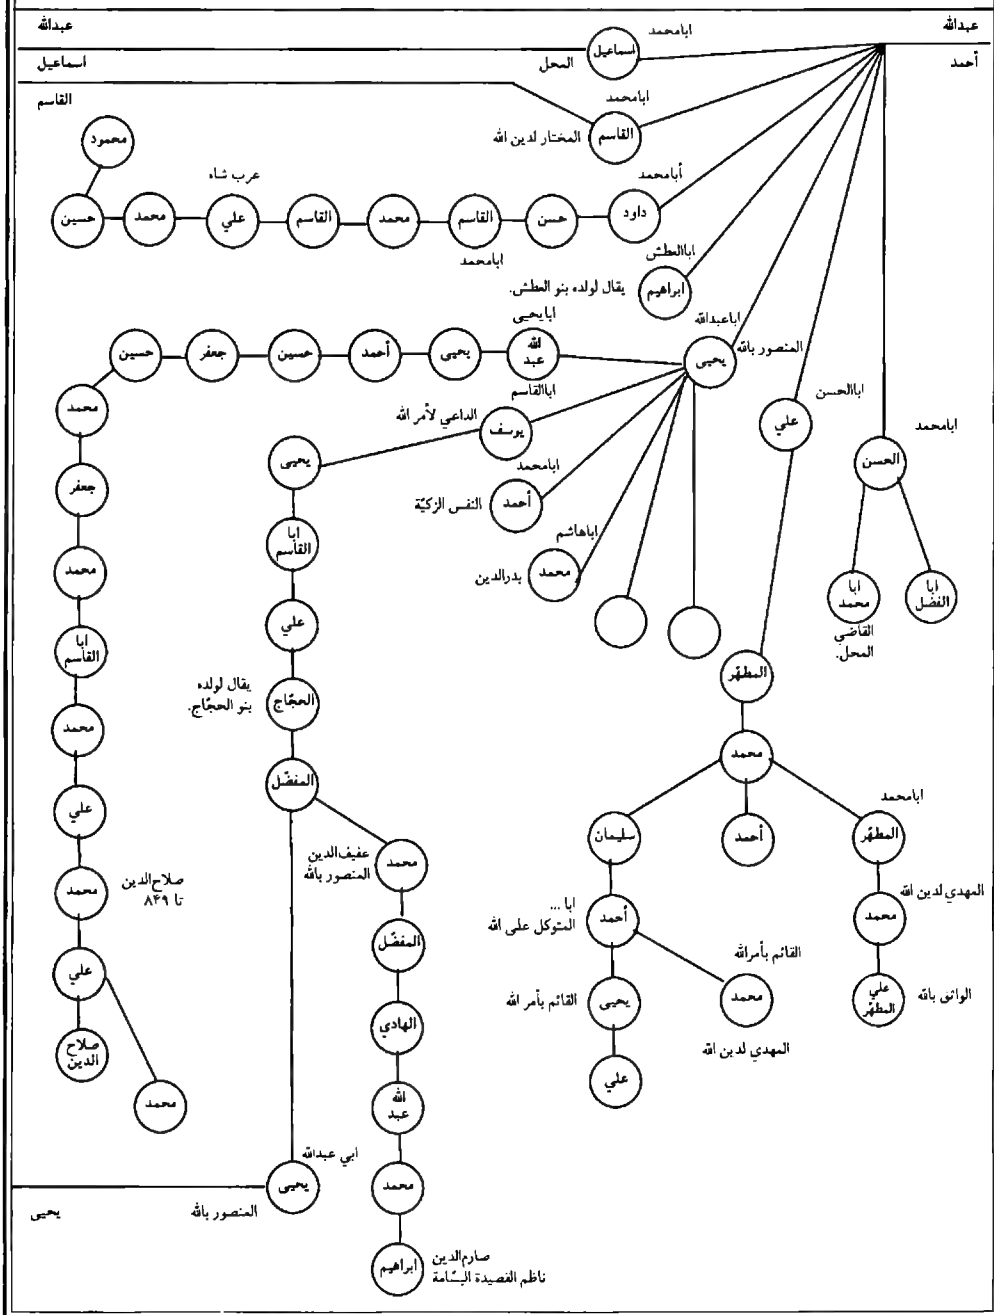 عبدالله
عبدالله
أحمد
ابامحمد
اسماعيل
المحل
اسماعيل
ابامحمد
القاسم
المختار لدين الله
القاسم
محمود
أبامحمد
داود
حسن
القاسم
ابامحمد
محمد
القاسم
عرب شاه
علي
محمد
حسين
اباالعطش
ابراهيم
يقال لولده بنو العطش.
اباعبدالله
يحيى
المنصور بالله
ابايحيى
عبد الله
يحيى
أحمد
حسين
جعفر
حسين
محمد
جعفر
محمد
ابا
القاسم
محمد
علي
محمد
صلاح‌الدين
تا ۸۴۹
علي
صلاح
الدين
محمد
اباالقاسم
يوسف
الداعي لأمر الله
يحيى
ابا
القاسم
علي
الحجّاج
يقال لولده
بنو الحجّاج.
المفضّل
محمد
عفيف‌الدين
المنصور بالله
المفضّل
الهادي
عبد الله
محمد
ابراهيم
صارم‌الدين
ناظم القصيدة البسّامة
ابي عبدالله
يحيى
المنصور بالله
يحيى
ابامحمد
أحمد
النفس الزكيّة
اباهاشم
محمد
بدرالدين
اباالحسن
علي
المطهّر
محمد
سليمان
أحمد
ابامحمد
المطهّر
المهدي لدين الله
محمد
علي
المطهّر
الواثق بالله
أحمد
ابا ...
المتوكل على الله
يحيى
القائم بأمر الله
علي
القائم بأمرالله
محمد
المهدي لدين الله
ابامحمد
الحسن
ابا
الفضل
ابا
محمد
القاضي
المحل.